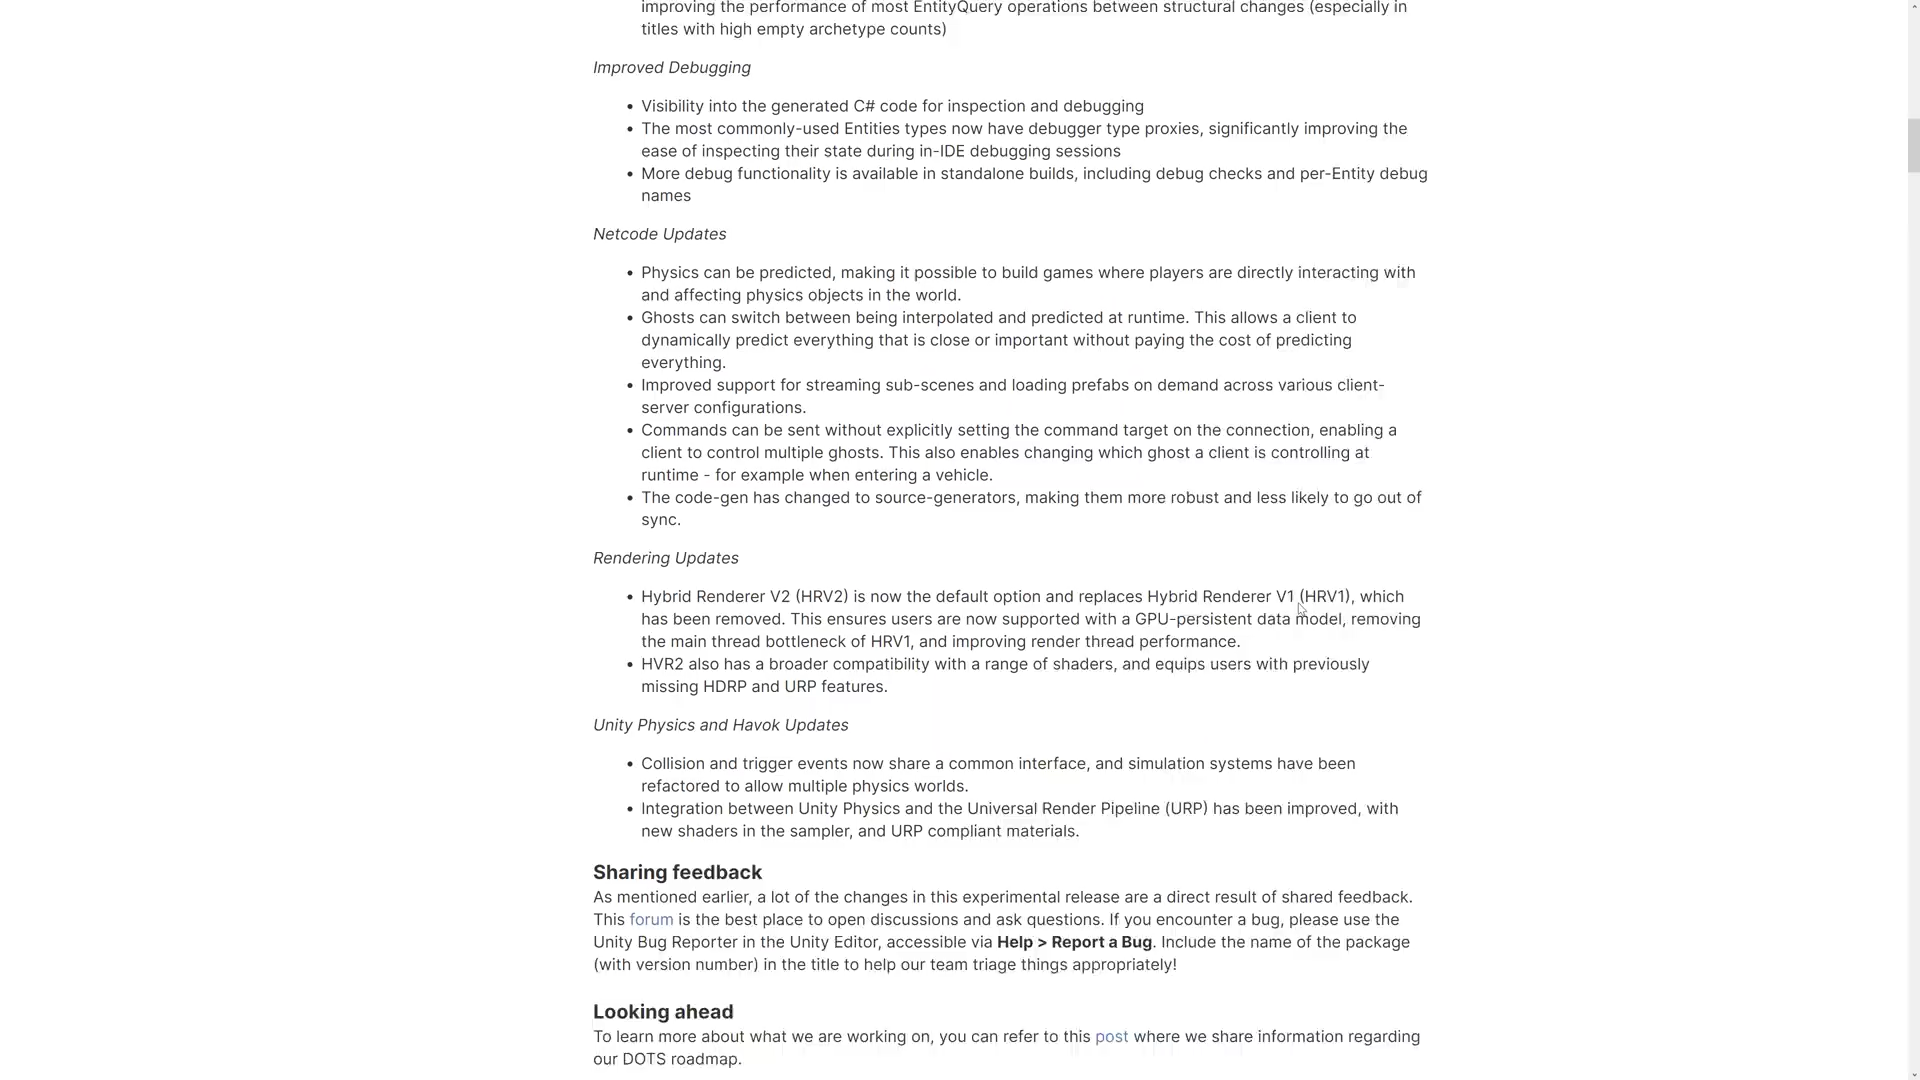 improving the performance of most EntityQuery operations between structural changes (especially in
titles with high empty archetype counts)
Improved Debugging
• Visibility into the generated C# code for inspection and debugging
• The most commonly-used Entities types now have debugger type proxies, significantly improving the
ease of inspecting their state during in-IDE debugging sessions
• More debug functionality is available in standalone builds, including debug checks and per-Entity debug
names
Netcode Updates
• Physics can be predicted, making it possible to build games where players are directly interacting with
and affecting physics objects in the world.
• Ghosts can switch between being interpolated and predicted at runtime. This allows a client to
dynamically predict everything that is close or important without paying the cost of predicting
everything.
• Improved support for streaming sub-scenes and loading prefabs on demand across various client-
server configurations.
• Commands can be sent without explicitly setting the command target on the connection, enabling a
client to control multiple ghosts. This also enables changing which ghost a client is controlling at
runtime - for example when entering a vehicle.
• The code-gen has changed to source-generators, making them more robust and less likely to go out of
sync.
Rendering Updates
• Hybrid Renderer V2 (HRV2) is now the default option and replaces Hybrid Renderer V1 (HRV1), which
has been removed. This ensures users are now supported with a GPU-persistent data model, removing
the main thread bottleneck of HRV1, and improving render thread performance.
• HVR2 also has a broader compatibility with a range of shaders, and equips users with previously
missing HDRP and URP features.
Unity Physics and Havok Updates
• Collision and trigger events now share a common interface, and simulation systems have been
refactored to allow multiple physics worlds.
• Integration between Unity Physics and the Universal Render Pipeline (URP) has been improved, with
new shaders in the sampler, and URP compliant materials.
Sharing feedback
As mentioned earlier, a lot of the changes in this experimental release are a direct result of shared feedback.
This forum is the best place to open discussions and ask questions. If you encounter a bug, please use the
Unity Bug Reporter in the Unity Editor, accessible via Help > Report a Bug. Include the name of the package
(with version number) in the title to help our team triage things appropriately!
Looking ahead
To learn more about what we are working on, you can refer to this post where we share information regarding
our DOTS roadmap.